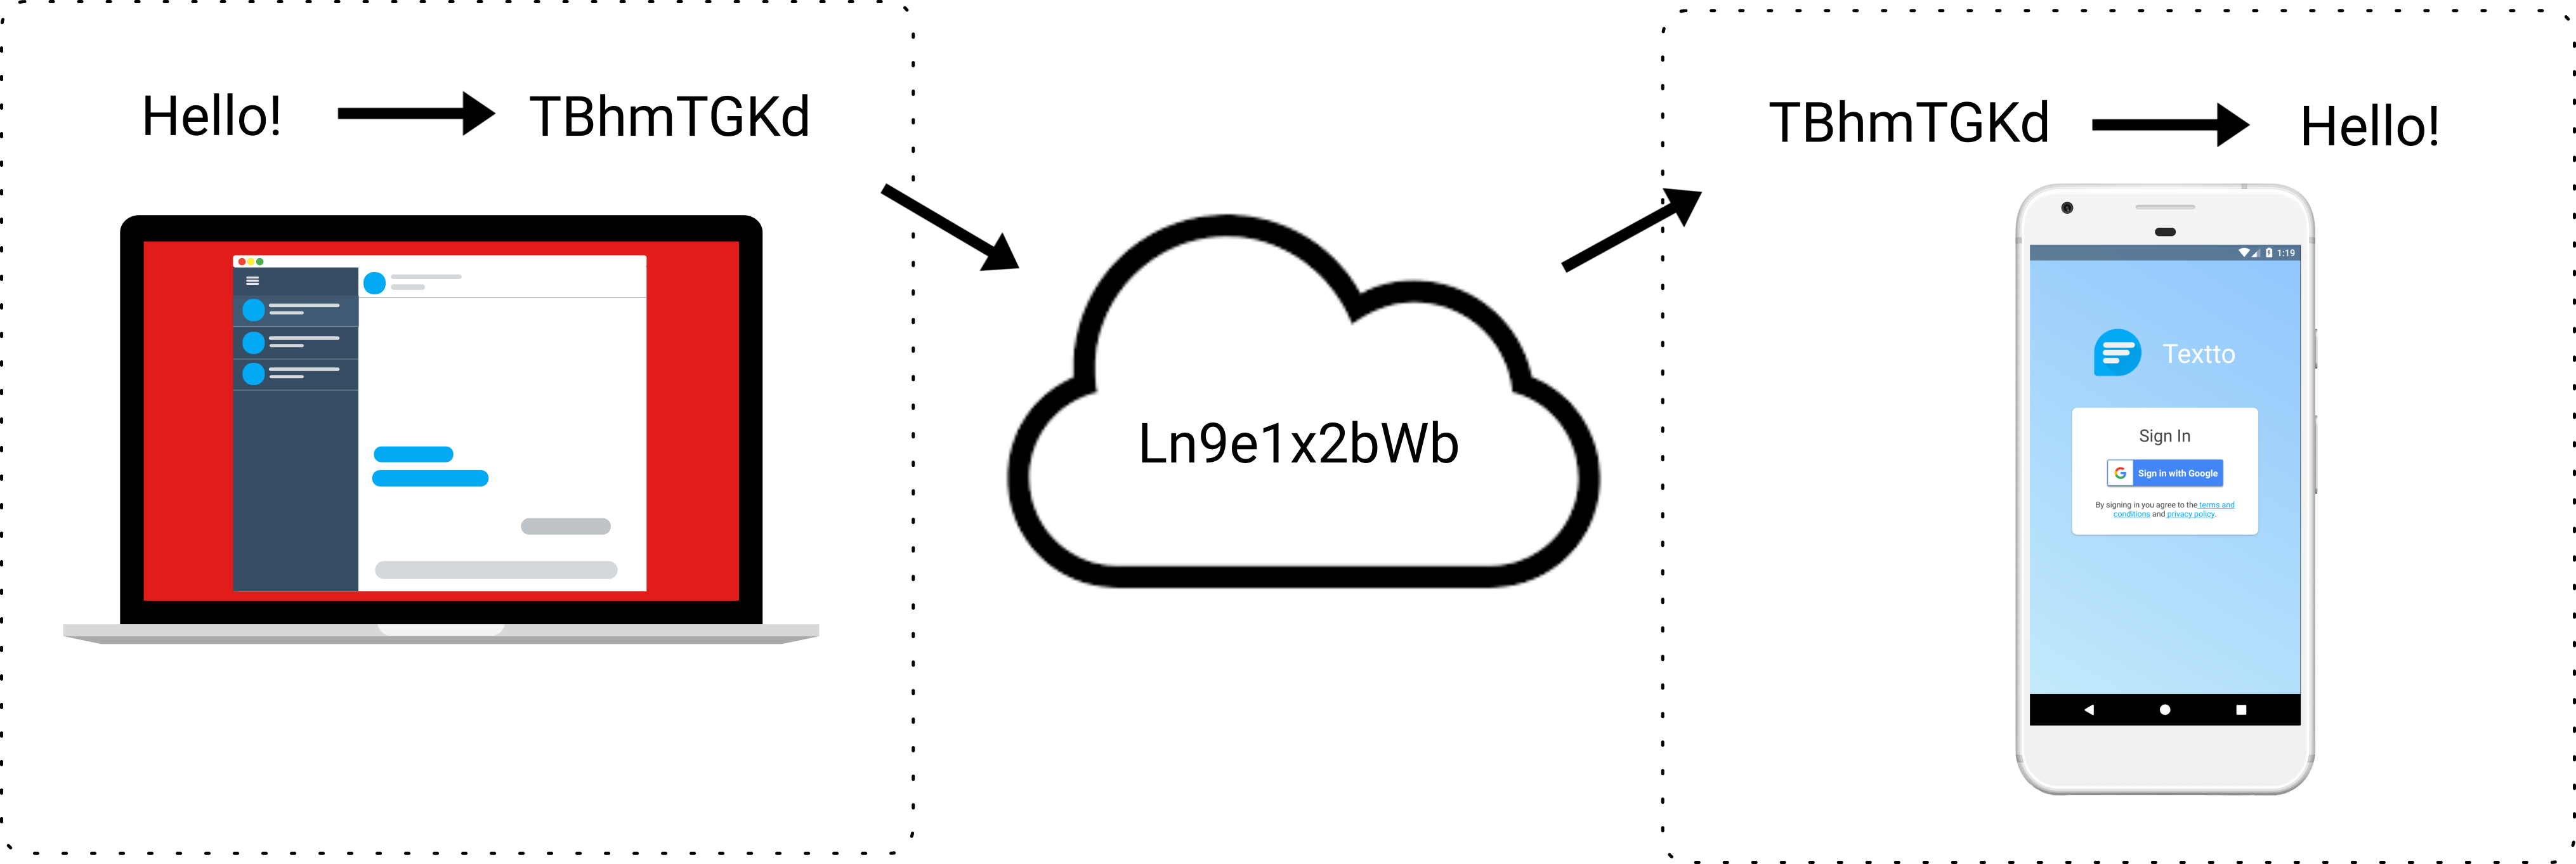 Hello! TBhmTGKd
Ln9e1x2bWb
TBhmTGKd Hello!
1:19
Textto
Sign In
G Sign in with Google
By signing in you agree to the terms and
conditions and privacy policy.